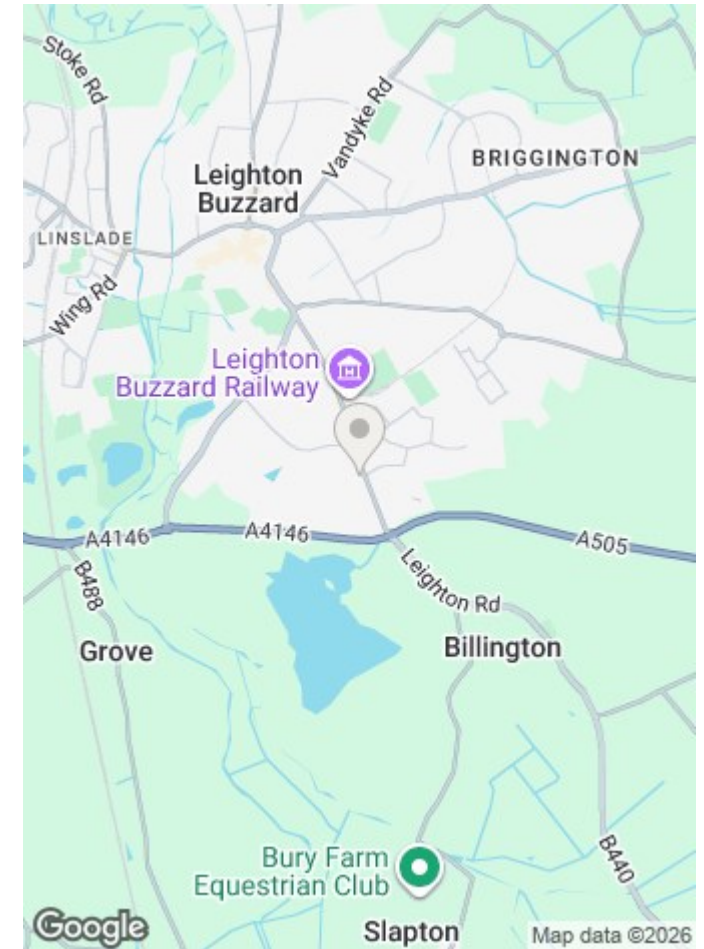 Stoke Rd
Vandyke Rd
Leighton
Buzzard
BRIGGINGTON
LINSLADE
Wing Rd
Leighton
Buzzard Railway
A4146
A4146
A505
B488
Leighton Rd
Grove
Billington
Bury Farm
Equestrian Club
B440
Slapton
Google
Map data ©2026